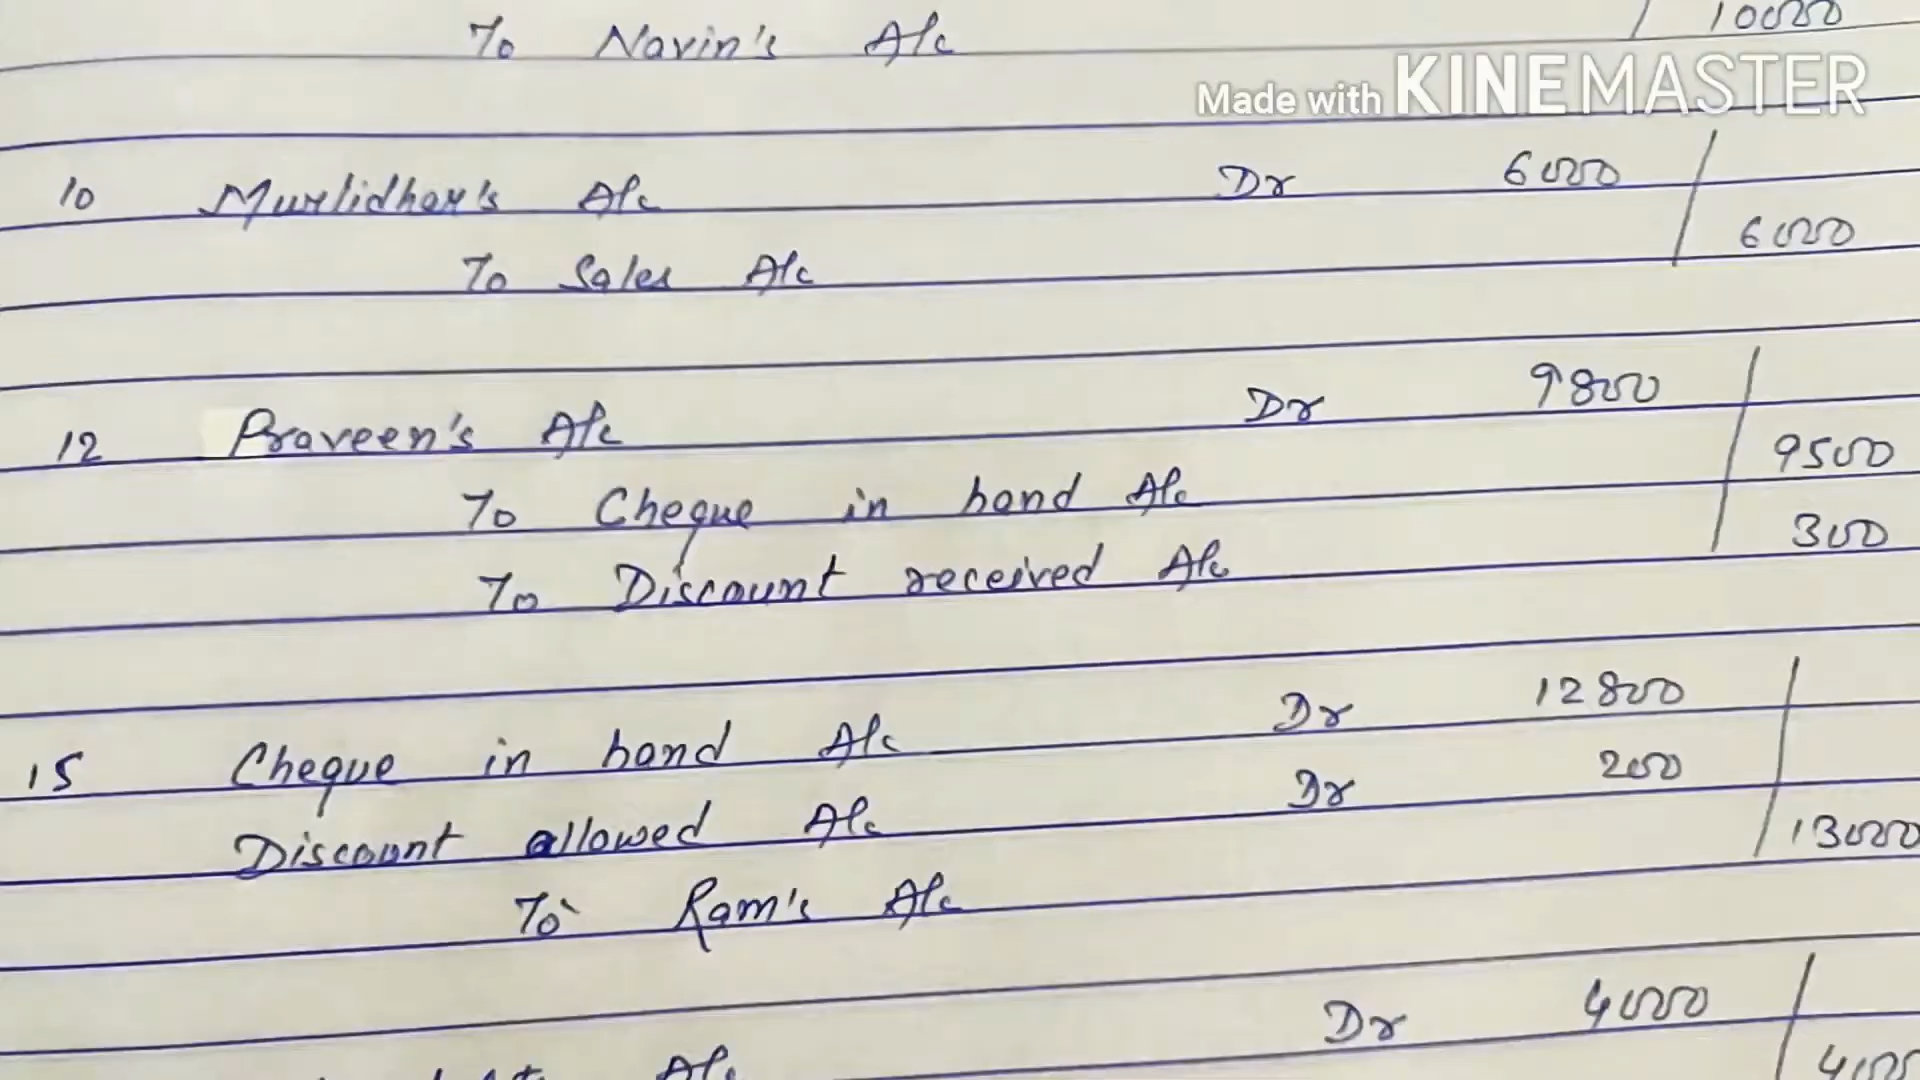 To Navin's A/c 10000
Made with KINEMASTER
10 Murlidhar's A/c Dr 6000
To Sales A/c 6000
12 Praveen's A/c Dr 9800
To Cheque in hand A/c 9500
To Discount received A/c 300
15 Cheque in hand A/c Dr 12800
Discount allowed A/c Dr 200
To Ram's A/c 13000
Dr 4000
A/c